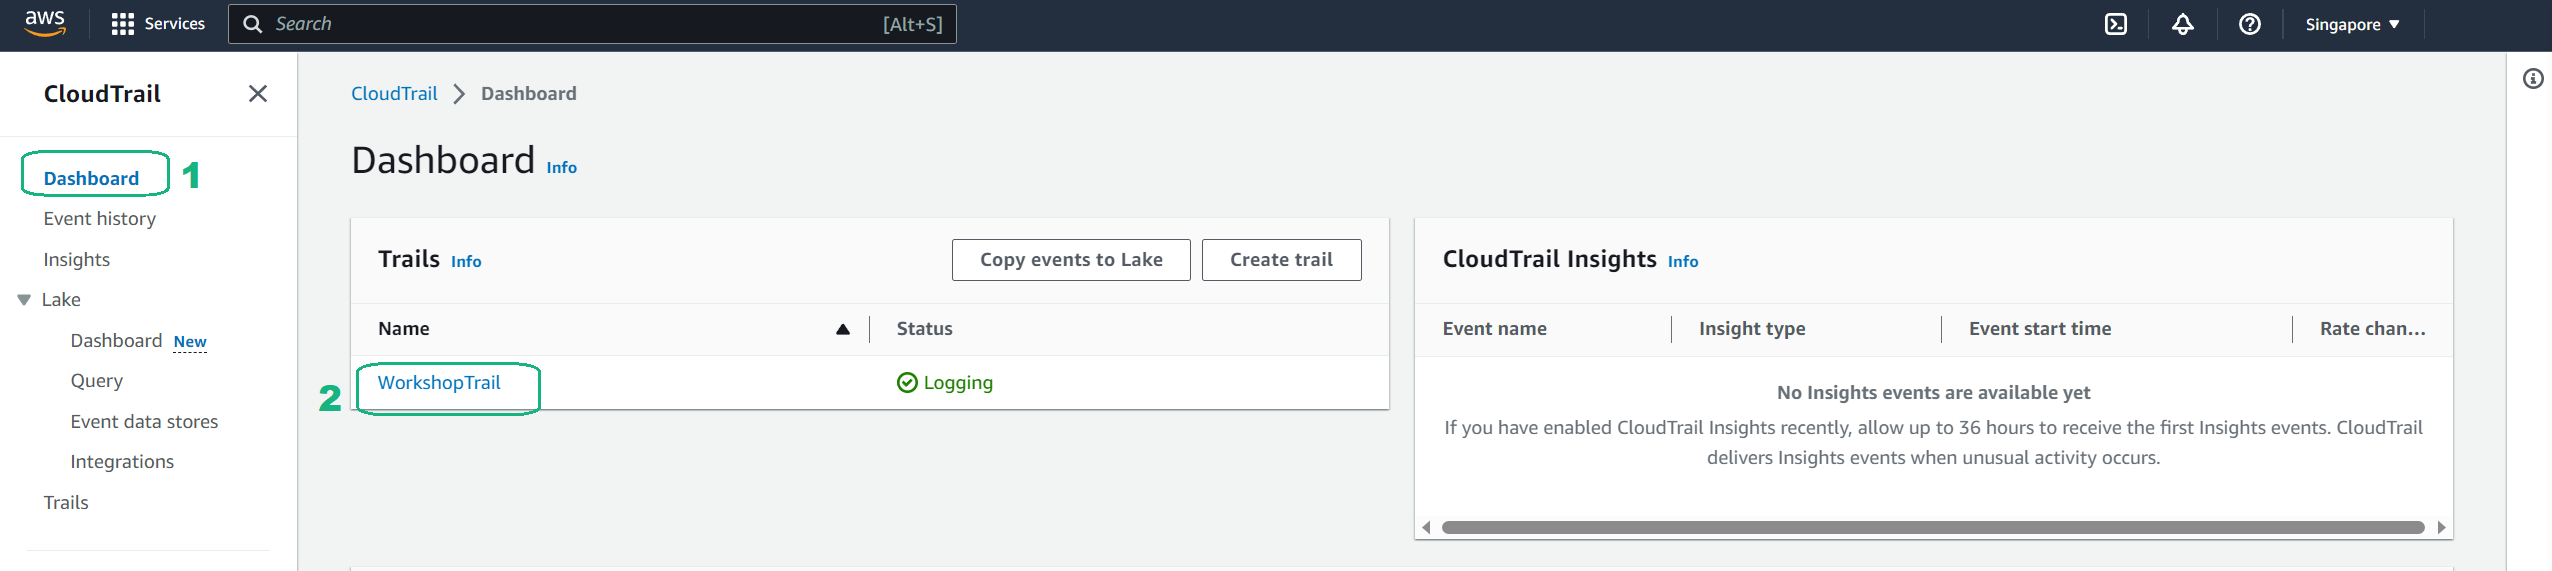 aws Services Search [Alt+S] Singapore
CloudTrail
Dashboard 1
Event history
Insights
Lake
Dashboard New
Query
Event data stores
Integrations
Trails
CloudTrail Dashboard
Dashboard Info
Trails Info Copy events to Lake Create trail
Name Status
2 WorkshopTrail Logging
CloudTrail Insights Info
Event name Insight type Event start time Rate chan...
No Insights events are available yet
If you have enabled CloudTrail Insights recently, allow up to 36 hours to receive the first Insights events. CloudTrail
delivers Insights events when unusual activity occurs.